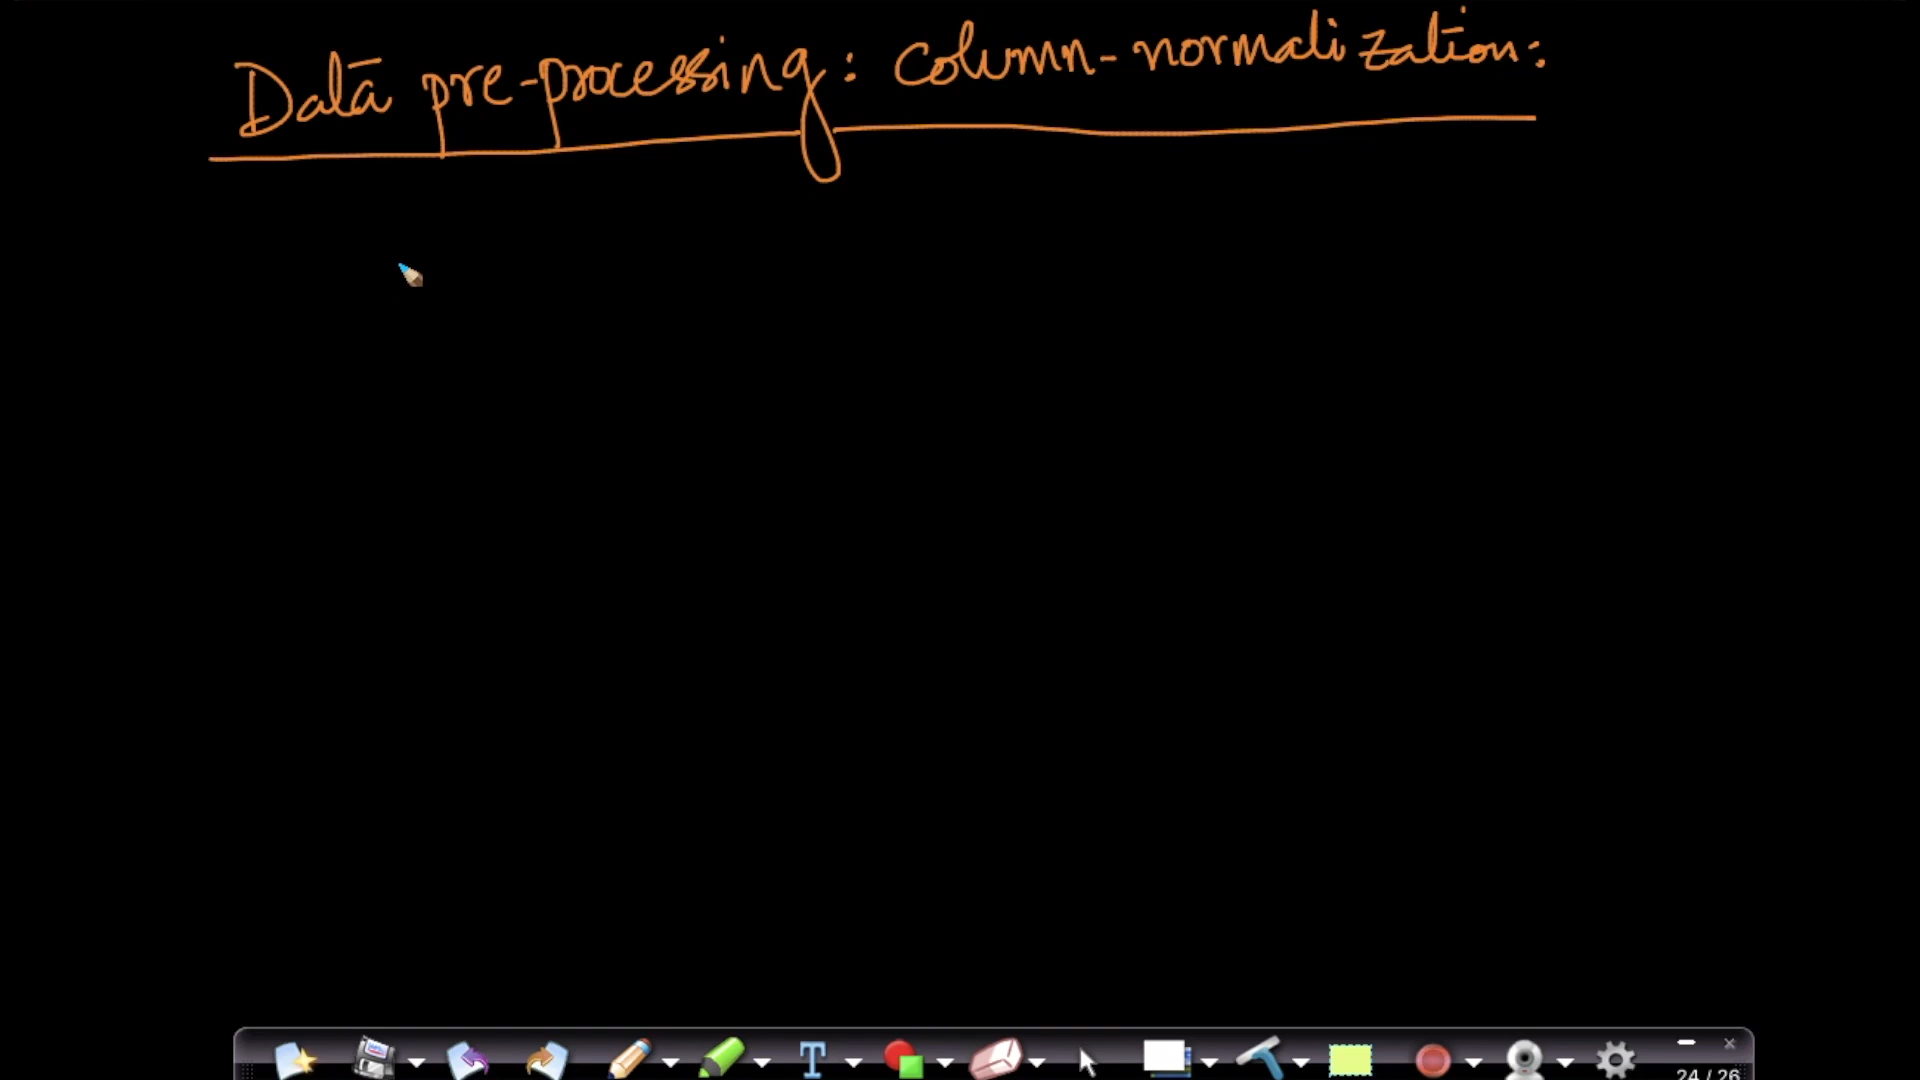 Data pre-processing: Column-normalization:
24 / 26